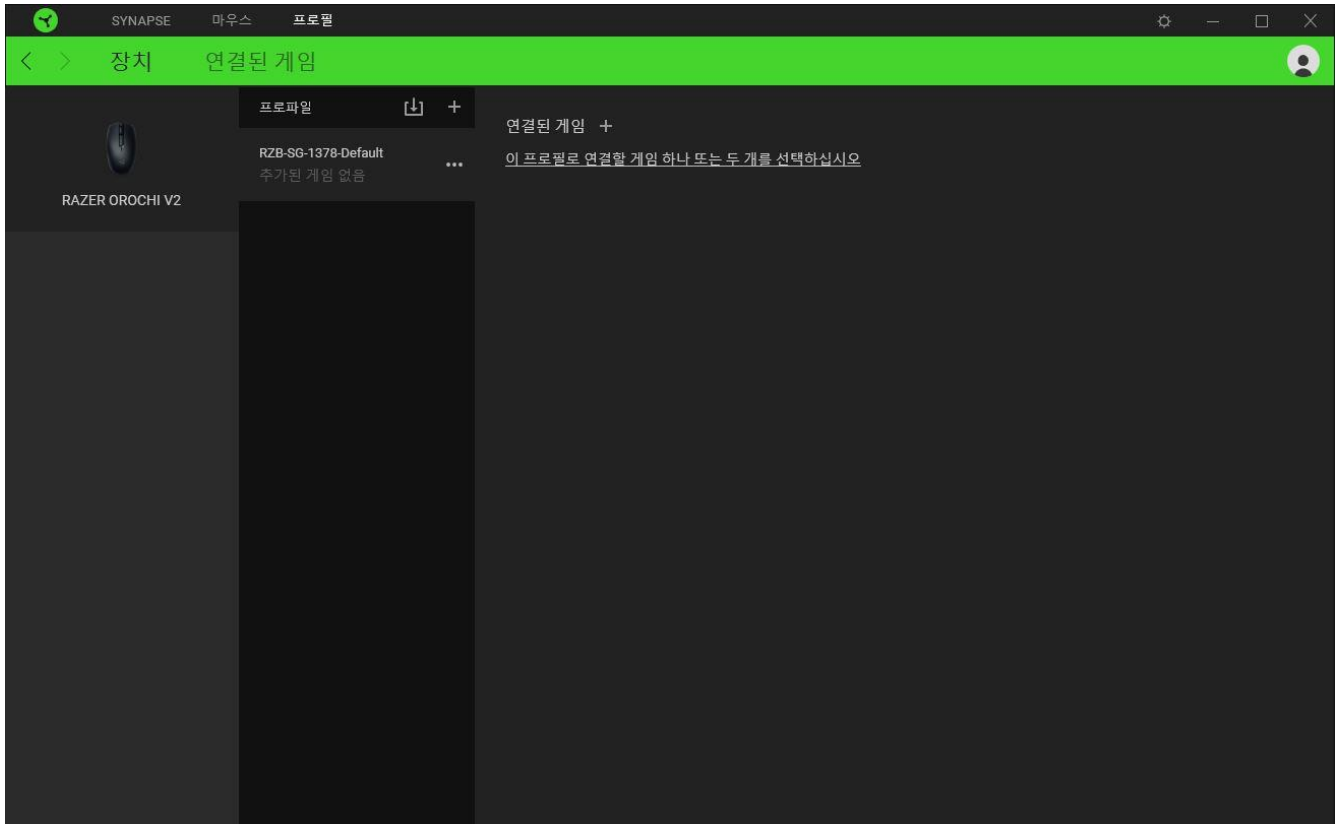 SYNAPSE 마우스 프로필
장치 연결된 게임
RAZER OROCHI V2
프로파일
RZB-SG-1378-Default
추가된 게임 없음
연결된 게임
이 프로필로 연결할 게임 하나 또는 두 개를 선택하십시오